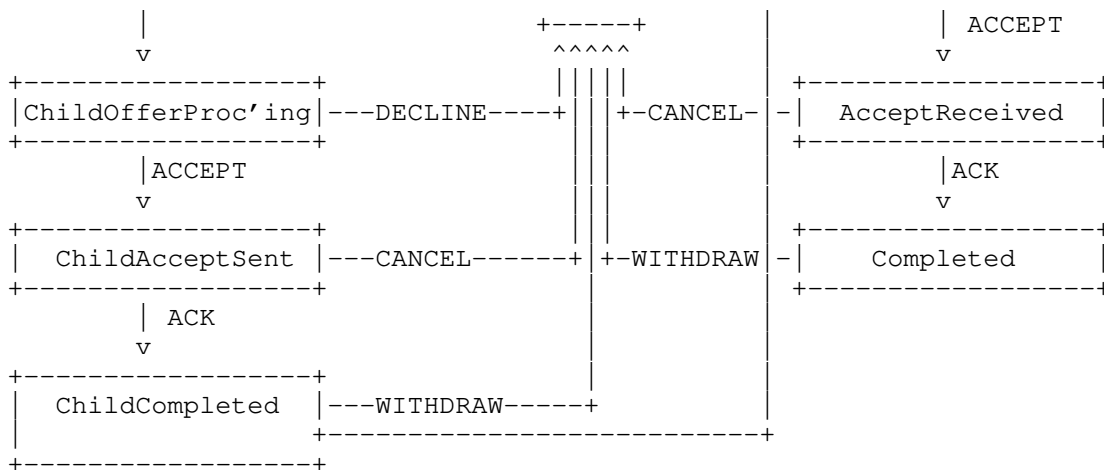 |                          +-----+        |           | ACCEPT
v                           ^^^^^         |           v
+------------------+               |||||         | +------------------+
|ChildOfferProc'ing|---DECLINE----+|||+-CANCEL-|-|  AcceptReceived  |
+------------------+                |||          | +------------------+
        |ACCEPT                     |||          |          |ACK
        v                           |||          |          v
+------------------+                |||          | +------------------+
|  ChildAcceptSent |---CANCEL------+|+-WITHDRAW|-|    Completed     |
+------------------+                 |           | +------------------+
        | ACK                        |           |
        v                            |           |
+------------------+                 |           |
|  ChildCompleted  |---WITHDRAW-----+           |
|                  +----------------------------+
+------------------+